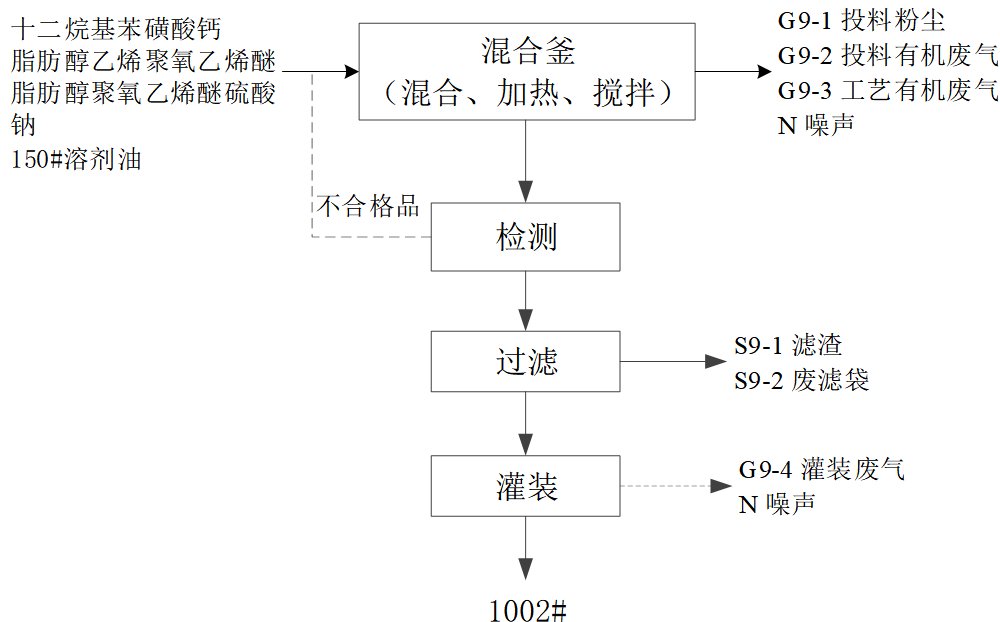 十二烷基苯磺酸钙
脂肪醇乙烯聚氧乙烯醚
脂肪醇聚氧乙烯醚硫酸
钠
150#溶剂油
混合釜
（混合、加热、搅拌）
G9-1 投料粉尘
G9-2 投料有机废气
G9-3 工艺有机废气
N 噪声
不合格品
检测
过滤
S9-1 滤渣
S9-2 废滤袋
灌装
G9-4 灌装废气
N 噪声
1002#